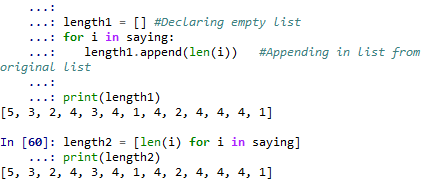 ...:
...: length1 = [] #Declaring empty list
...: for i in saying:
...:     length1.append(len(i))   #Appending in list from
original list
...:
...: print(length1)
[5, 3, 2, 4, 3, 4, 1, 4, 2, 4, 4, 4, 1]
In [60]: length2 = [len(i) for i in saying]
...: print(length2)
[5, 3, 2, 4, 3, 4, 1, 4, 2, 4, 4, 4, 1]